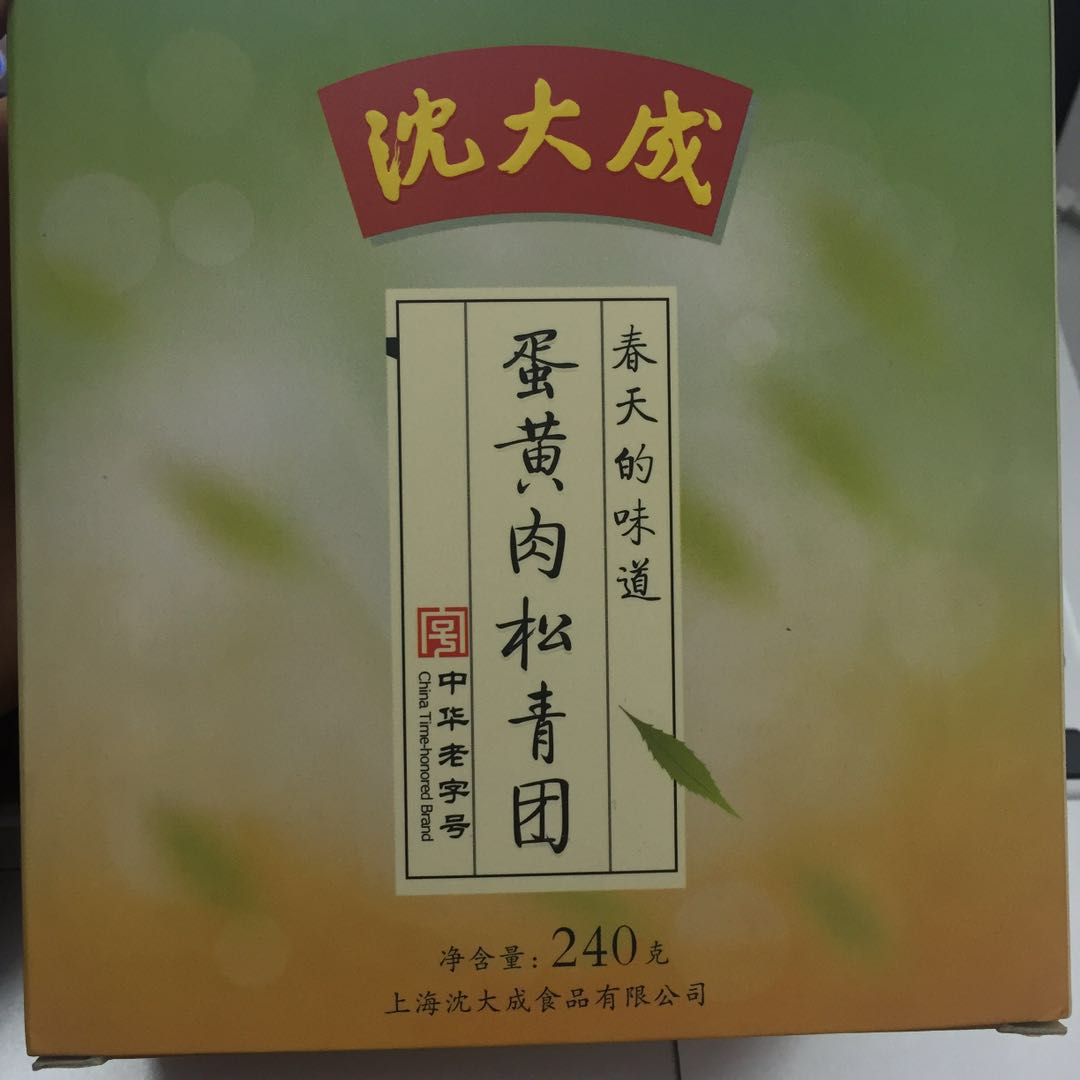 沈大成
春天的味道
蛋黄肉松青团
中华老字号
China Time-honored Brand
净含量:240克
上海沈大成食品有限公司